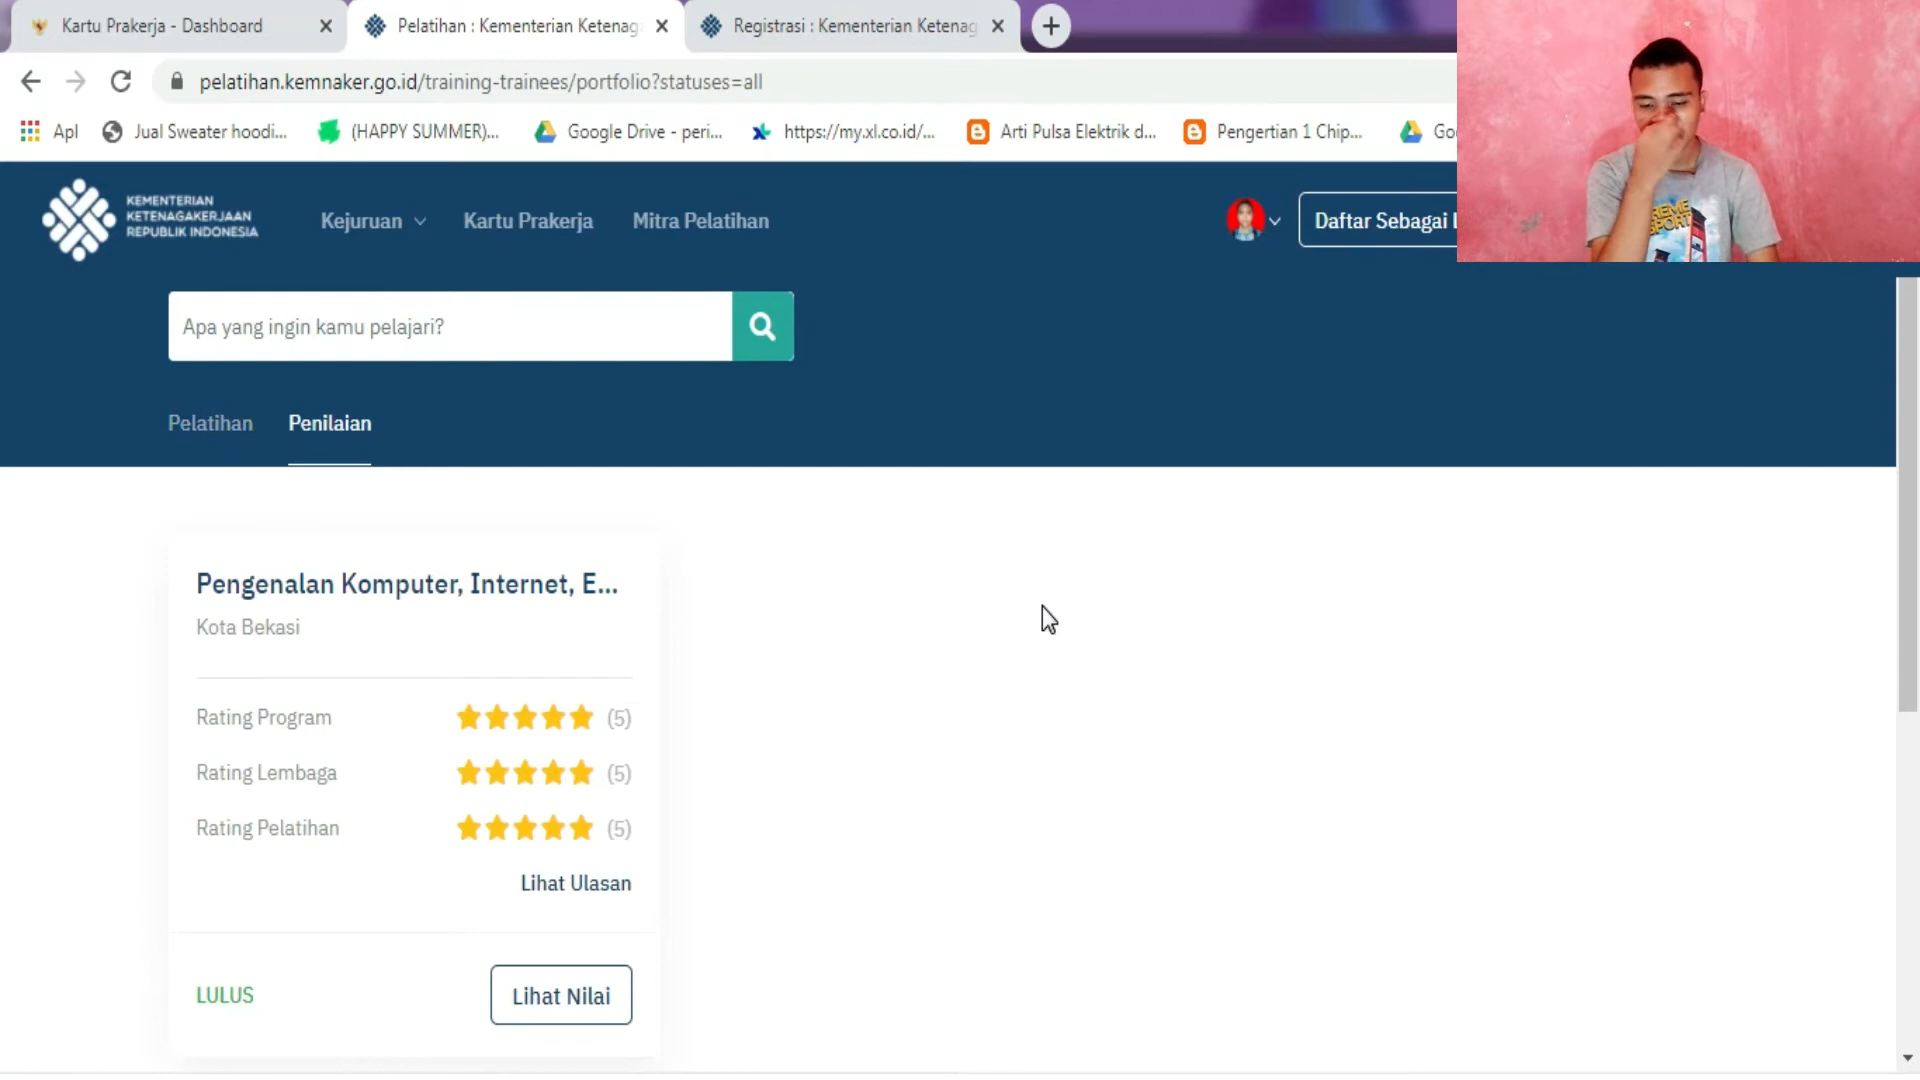 Kartu Prakerja - Dashboard
Pelatihan : Kementerian Ketenag
Registrasi : Kementerian Ketenag
pelatihan.kemnaker.go.id/training-trainees/portfolio?statuses=all
Apl
Jual Sweater hoodi...
(HAPPY SUMMER)...
Google Drive - peri...
https://my.xl.co.id/...
Arti Pulsa Elektrik d...
Pengertian 1 Chip...
Go
KEMENTERIAN
KETENAGAKERJAAN
REPUBLIK INDONESIA
Kejuruan
Kartu Prakerja
Mitra Pelatihan
Daftar Sebagai
Apa yang ingin kamu pelajari?
Pelatihan
Penilaian
Pengenalan Komputer, Internet, E...
Kota Bekasi
Rating Program
(5)
Rating Lembaga
(5)
Rating Pelatihan
(5)
Lihat Ulasan
LULUS
Lihat Nilai